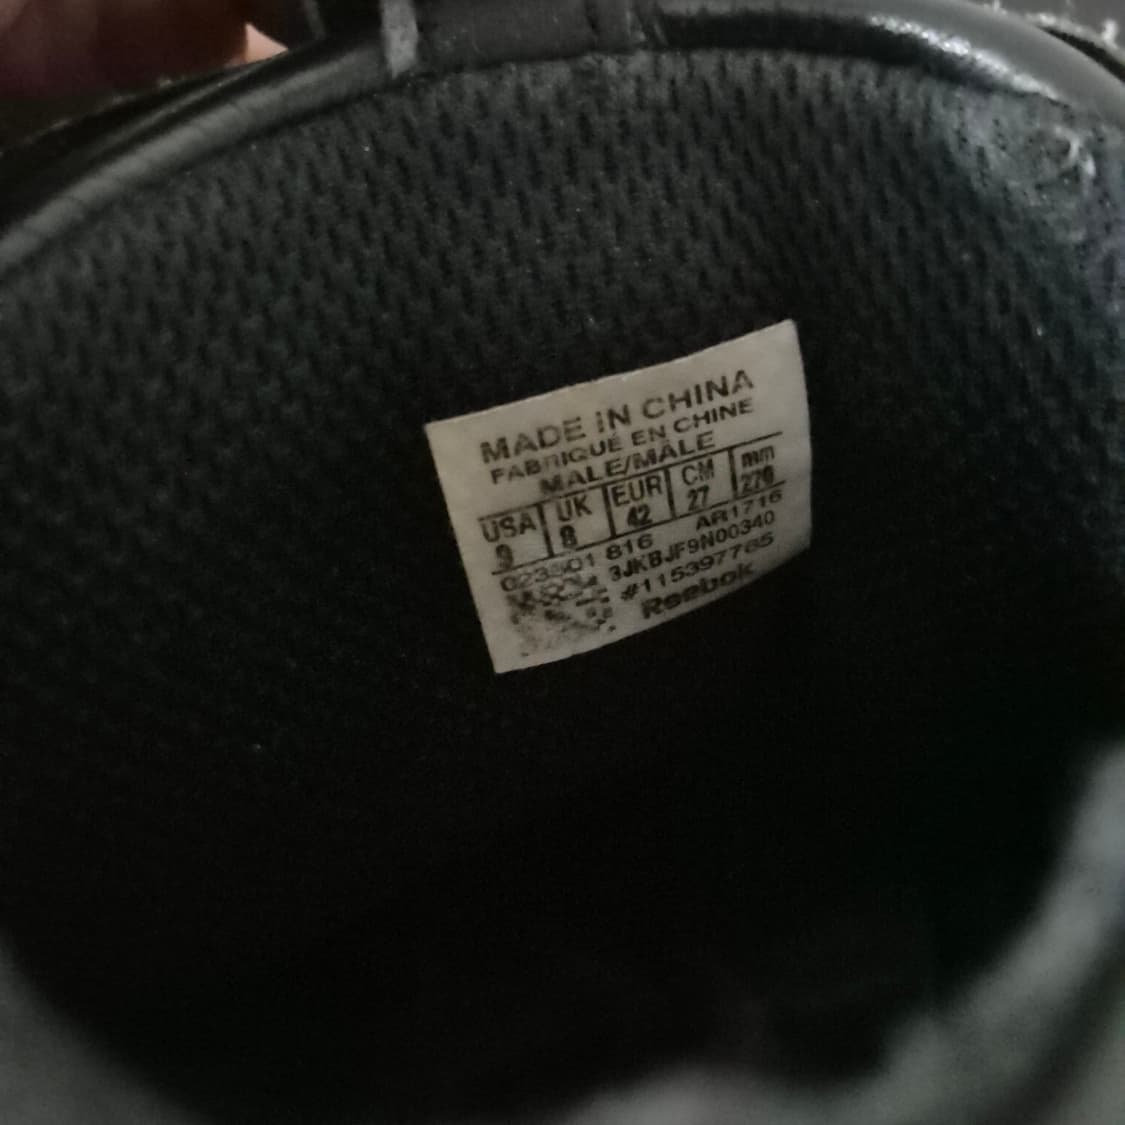 MADE IN CHINA
FABRIQUÉ EN CHINE
MALE/MÂLE
USA UK EUR CM mm
9 8 42 27 270
816 AR1716
3JKBJF9N00340
#115397765
Reebok